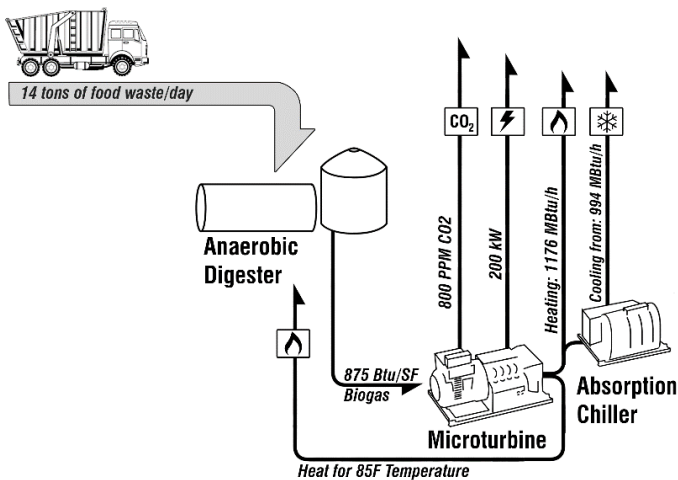 14 tons of food waste/day
CO2
Anaerobic
Digester
800 PPM CO2
200 kW
Heating: 1176 MBtu/h
Cooling from: 994 MBtu/h
875 Btu/SF
Biogas
Absorption
Chiller
Microturbine
Heat for 85F Temperature